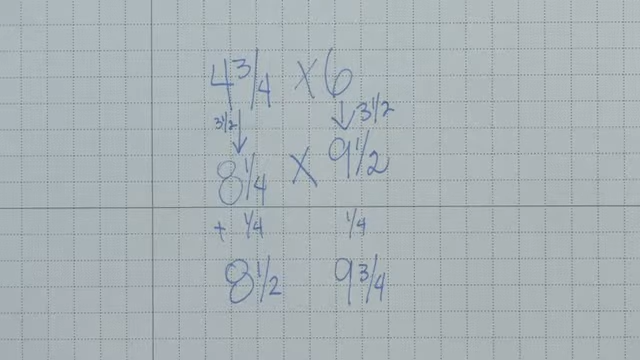 4 3/4 x 6
3 1/2 ↓ ↓ 3 1/2
8 1/4 x 9 1/2
+ 1/4 1/4
8 1/2 9 3/4